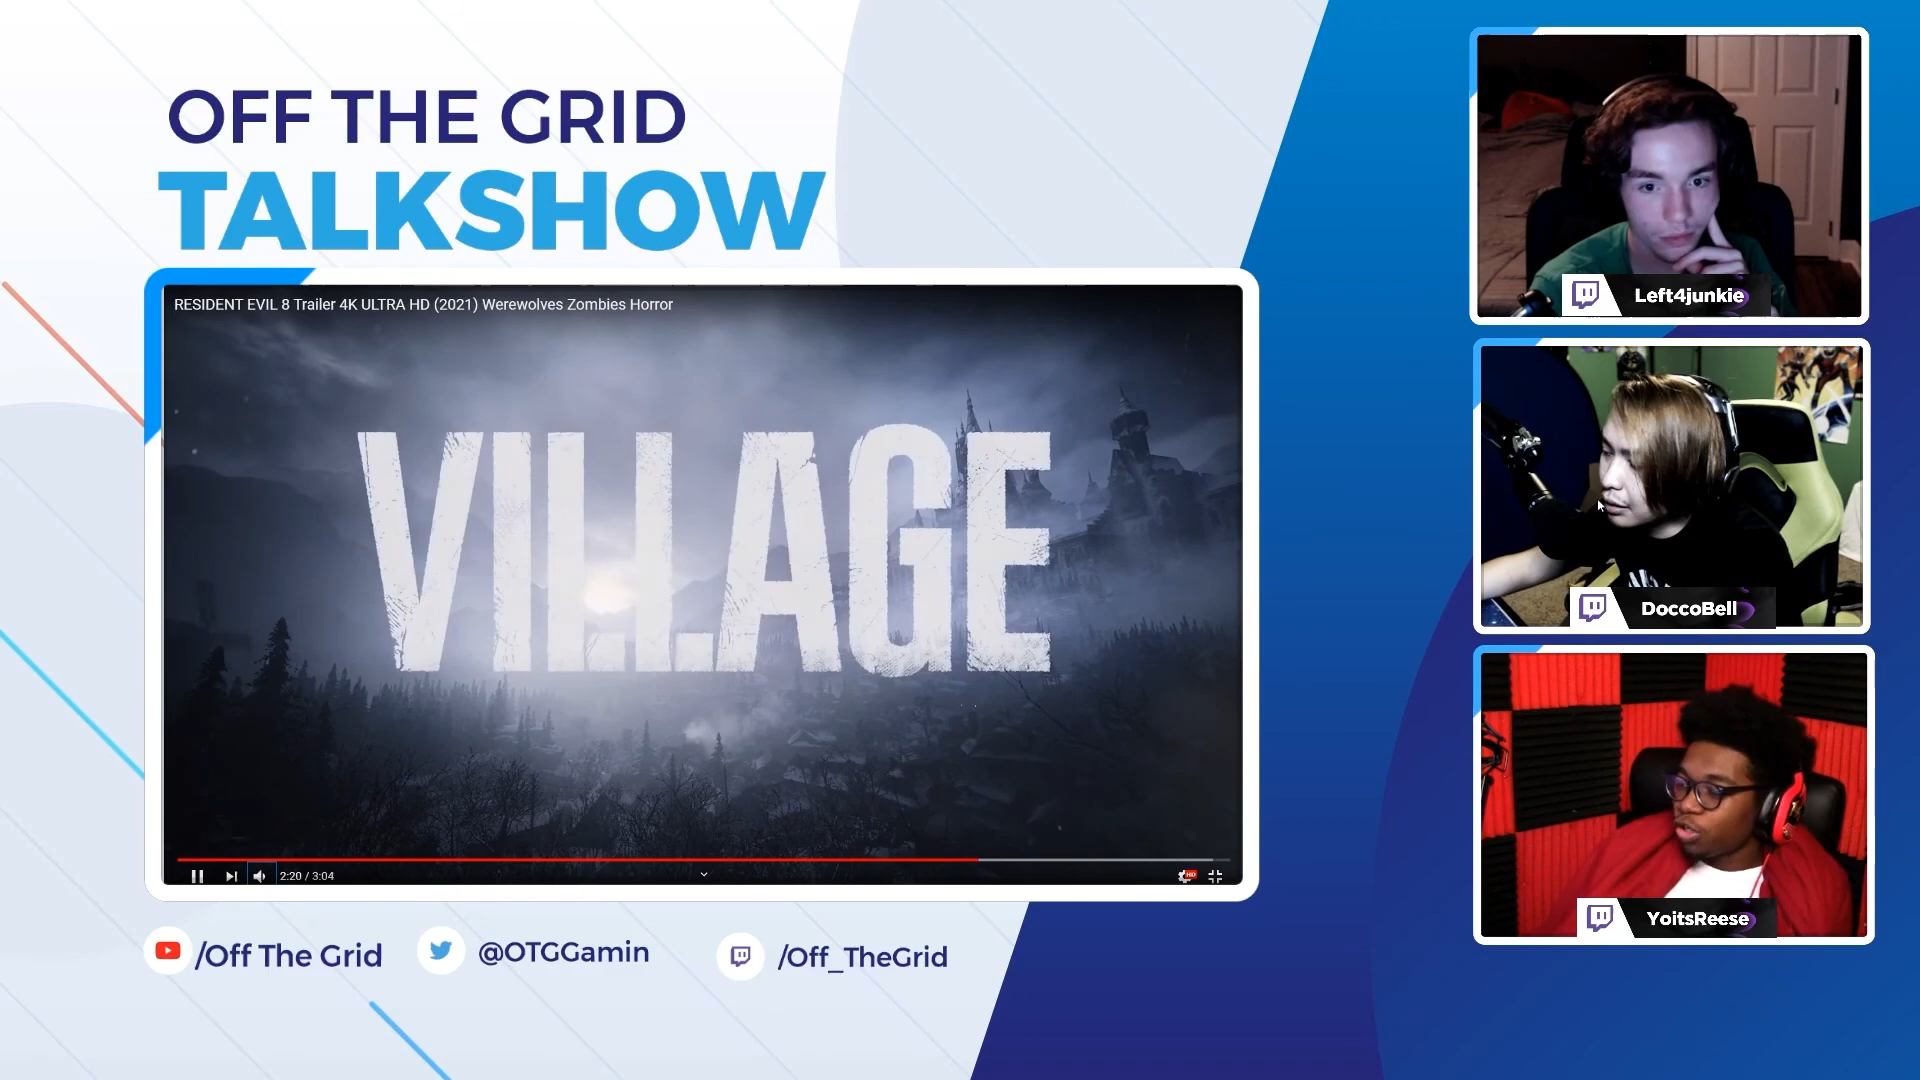 OFF THE GRID
TALKSHOW
RESIDENT EVIL 8 Trailer 4K ULTRA HD (2021) Werewolves Zombies Horror
VILLAGE
2:20 / 3:04
HD
/Off The Grid
@OTGGamin
/Off_TheGrid
Left4junkie
DoccoBell
YoitsReese